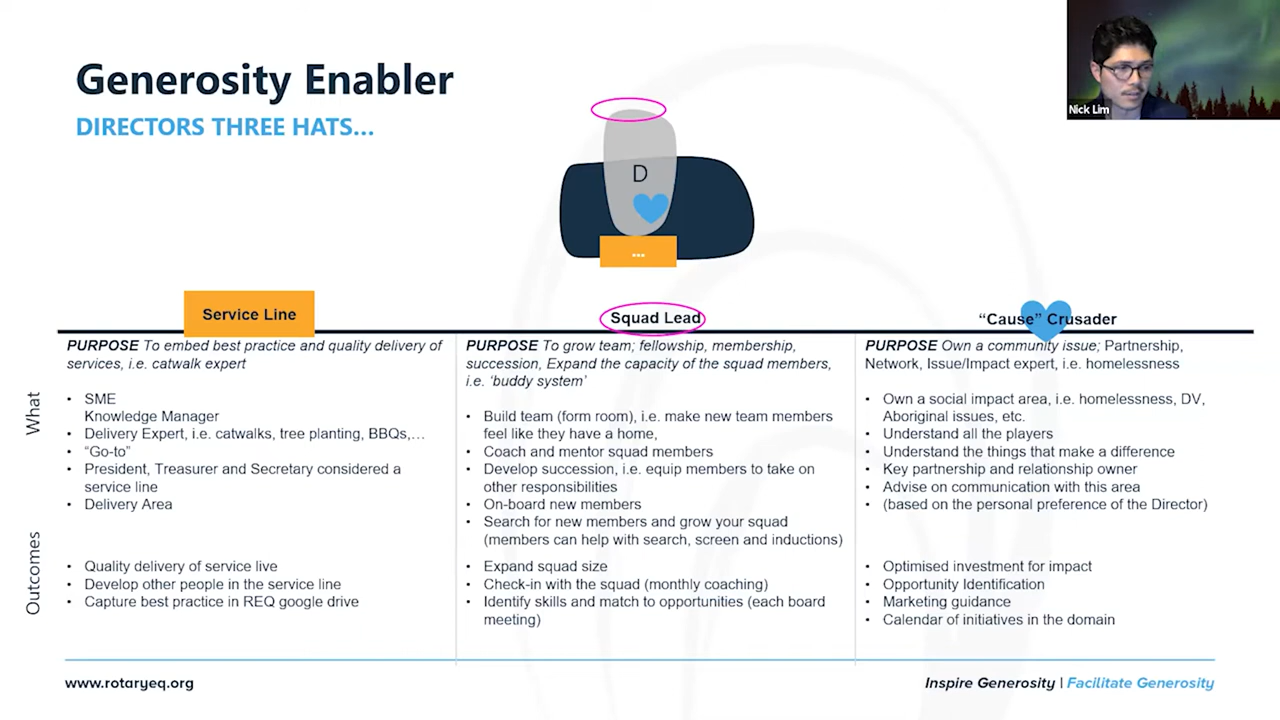 Generosity Enabler
DIRECTORS THREE HATS...
Nick Lim
D
...
Service Line
Squad Lead
“Cause” Crusader
What
Outcomes
PURPOSE To embed best practice and quality delivery of
services, i.e. catwalk expert
• SME
Knowledge Manager
• Delivery Expert, i.e. catwalks, tree planting, BBQs,…
• “Go-to”
• President, Treasurer and Secretary considered a
service line
• Delivery Area
• Quality delivery of service live
• Develop other people in the service line
• Capture best practice in REQ google drive
PURPOSE To grow team; fellowship, membership,
succession, Expand the capacity of the squad members,
i.e. ‘buddy system’
• Build team (form room), i.e. make new team members
feel like they have a home,
• Coach and mentor squad members
• Develop succession, i.e. equip members to take on
other responsibilities
• On-board new members
• Search for new members and grow your squad
(members can help with search, screen and inductions)
• Expand squad size
• Check-in with the squad (monthly coaching)
• Identify skills and match to opportunities (each board
meeting)
PURPOSE Own a community issue; Partnership,
Network, Issue/Impact expert, i.e. homelessness
• Own a social impact area, i.e. homelessness, DV,
Aboriginal issues, etc.
• Understand all the players
• Understand the things that make a difference
• Key partnership and relationship owner
• Advise on communication with this area
• (based on the personal preference of the Director)
• Optimised investment for impact
• Opportunity Identification
• Marketing guidance
• Calendar of initiatives in the domain
www.rotaryeq.org
Inspire Generosity | Facilitate Generosity